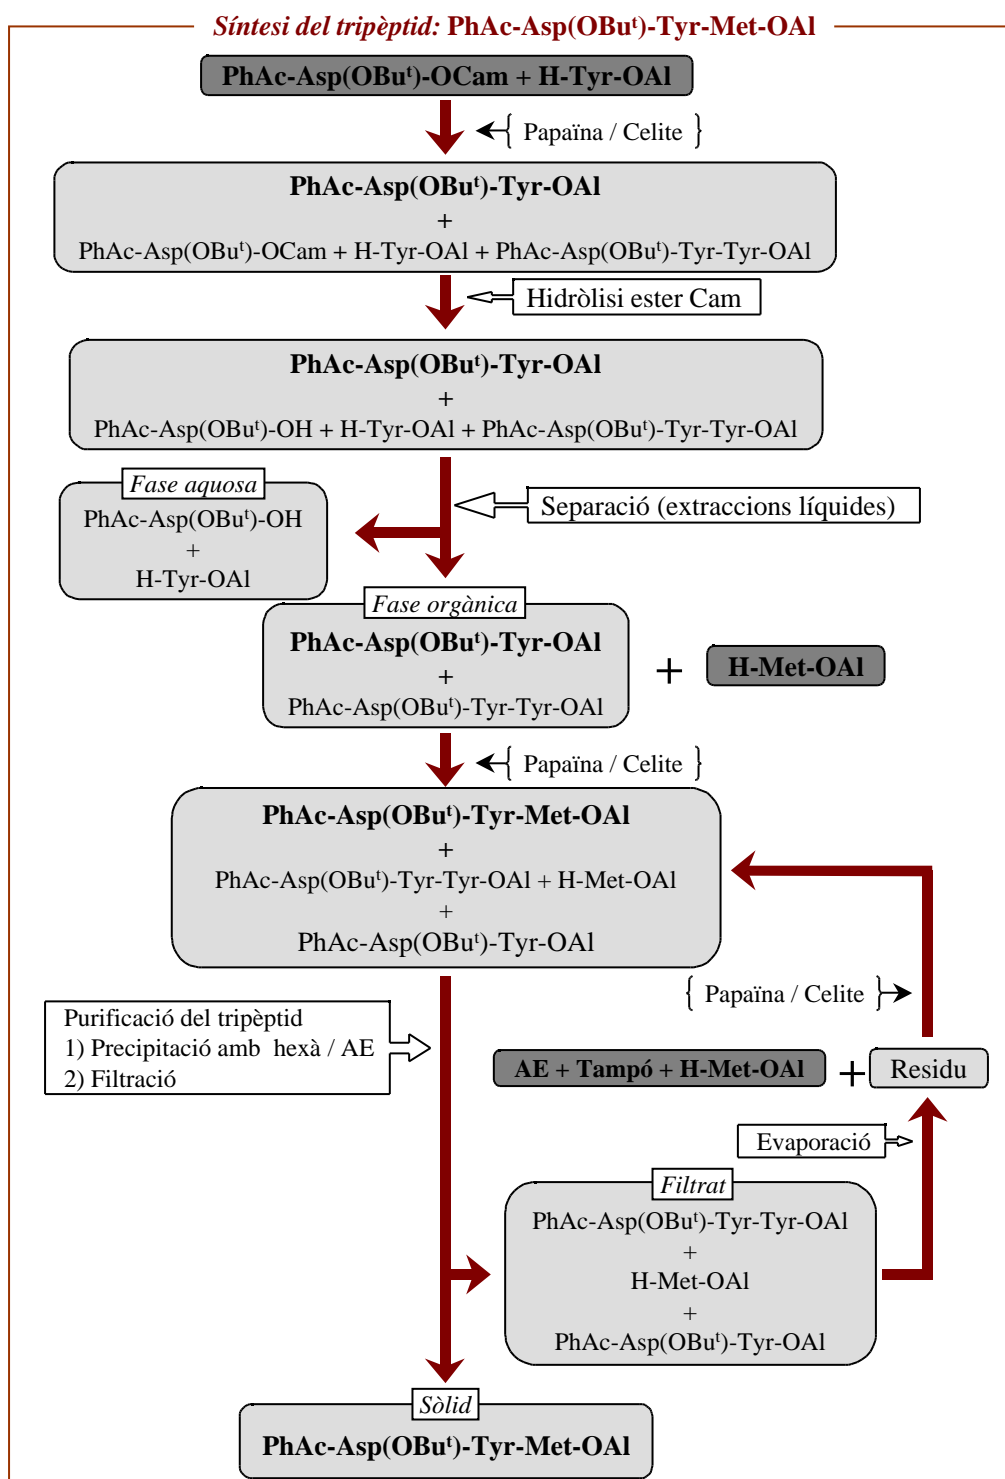 Síntesi del tripèptid: PhAc-Asp(OBuᵗ)-Tyr-Met-OAl
PhAc-Asp(OBuᵗ)-OCam + H-Tyr-OAl
{ Papaïna / Celite }
PhAc-Asp(OBuᵗ)-Tyr-OAl
+
PhAc-Asp(OBuᵗ)-OCam + H-Tyr-OAl + PhAc-Asp(OBuᵗ)-Tyr-Tyr-OAl
Hidròlisi ester Cam
PhAc-Asp(OBuᵗ)-Tyr-OAl
+
PhAc-Asp(OBuᵗ)-OH + H-Tyr-OAl + PhAc-Asp(OBuᵗ)-Tyr-Tyr-OAl
Fase aquosa
PhAc-Asp(OBuᵗ)-OH
+
H-Tyr-OAl
Separació (extraccions líquides)
Fase orgànica
PhAc-Asp(OBuᵗ)-Tyr-OAl
+
PhAc-Asp(OBuᵗ)-Tyr-Tyr-OAl
+
H-Met-OAl
{ Papaïna / Celite }
PhAc-Asp(OBuᵗ)-Tyr-Met-OAl
+
PhAc-Asp(OBuᵗ)-Tyr-Tyr-OAl + H-Met-OAl
+
PhAc-Asp(OBuᵗ)-Tyr-OAl
{ Papaïna / Celite }
Purificació del tripèptid
1) Precipitació amb hexà / AE
2) Filtració
AE + Tampó + H-Met-OAl + Residu
Evaporació
Filtrat
PhAc-Asp(OBuᵗ)-Tyr-Tyr-OAl
+
H-Met-OAl
+
PhAc-Asp(OBuᵗ)-Tyr-OAl
Sòlid
PhAc-Asp(OBuᵗ)-Tyr-Met-OAl